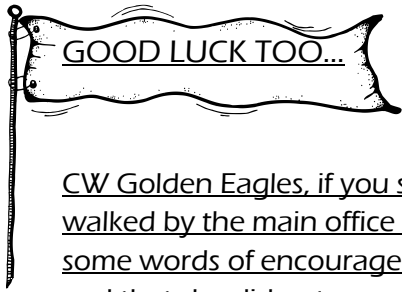 GOOD LUCK TOO...
CW Golden Eagles, if you
walked by the main office
some words of encourage